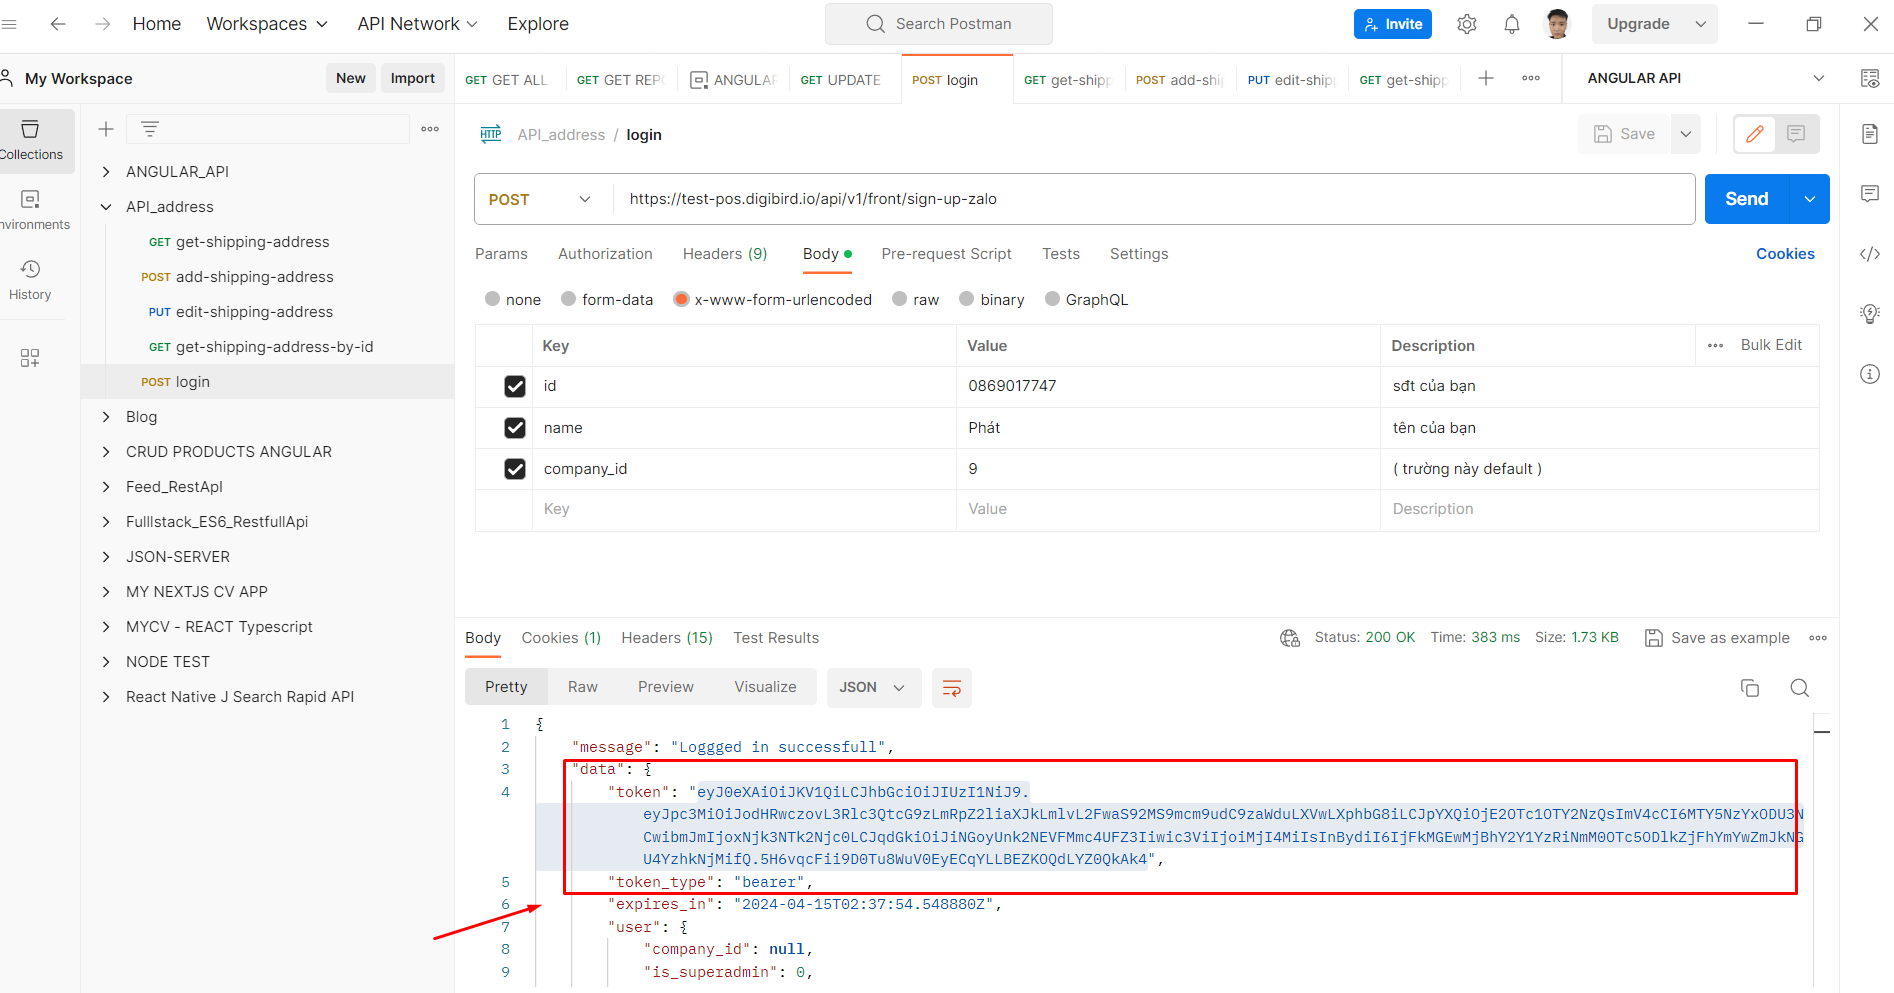 Home Workspaces API Network Explore Search Postman Invite Upgrade
My Workspace New Import GET GET ALL GET GET REPO ANGULAR GET UPDATE POST login GET get-shipp POST add-ship PUT edit-shipp GET get-shipp ANGULAR API
Collections
API_address / login Save
ANGULAR_API
POST https://test-pos.digibird.io/api/v1/front/sign-up-zalo Send
API_address
nvironments
GET get-shipping-address
Params Authorization Headers (9) Body Pre-request Script Tests Settings Cookies
POST add-shipping-address
History
none form-data x-www-form-urlencoded raw binary GraphQL
PUT edit-shipping-address
Key Value Description Bulk Edit
GET get-shipping-address-by-id
POST login
id 0869017747 sđt của bạn
Blog
name Phát tên của bạn
CRUD PRODUCTS ANGULAR
company_id 9 ( trường này default )
Feed_RestApI
Key Value Description
Fulllstack_ES6_RestfullApi
JSON-SERVER
MY NEXTJS CV APP
MYCV - REACT Typescript
NODE TEST
React Native J Search Rapid API
Body Cookies (1) Headers (15) Test Results Status: 200 OK Time: 383 ms Size: 1.73 KB Save as example
Pretty Raw Preview Visualize JSON
1 {
2 "message": "Loggged in successfull",
3 "data": {
4 "token": "eyJ0eXAiOiJKV1QiLCJhbGciOiJIUzI1NiJ9.
5 "token_type": "bearer",
6 "expires_in": "2024-04-15T02:37:54.548880Z",
7 "user": {
8 "company_id": null,
9 "is_superadmin": 0,